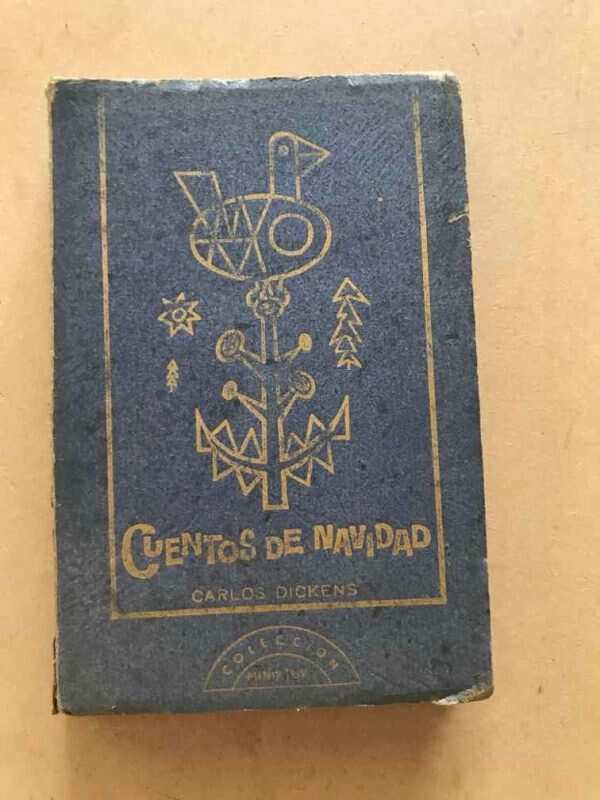 CUENTOS DE NAVIDAD
CARLOS DICKENS
COLECCION